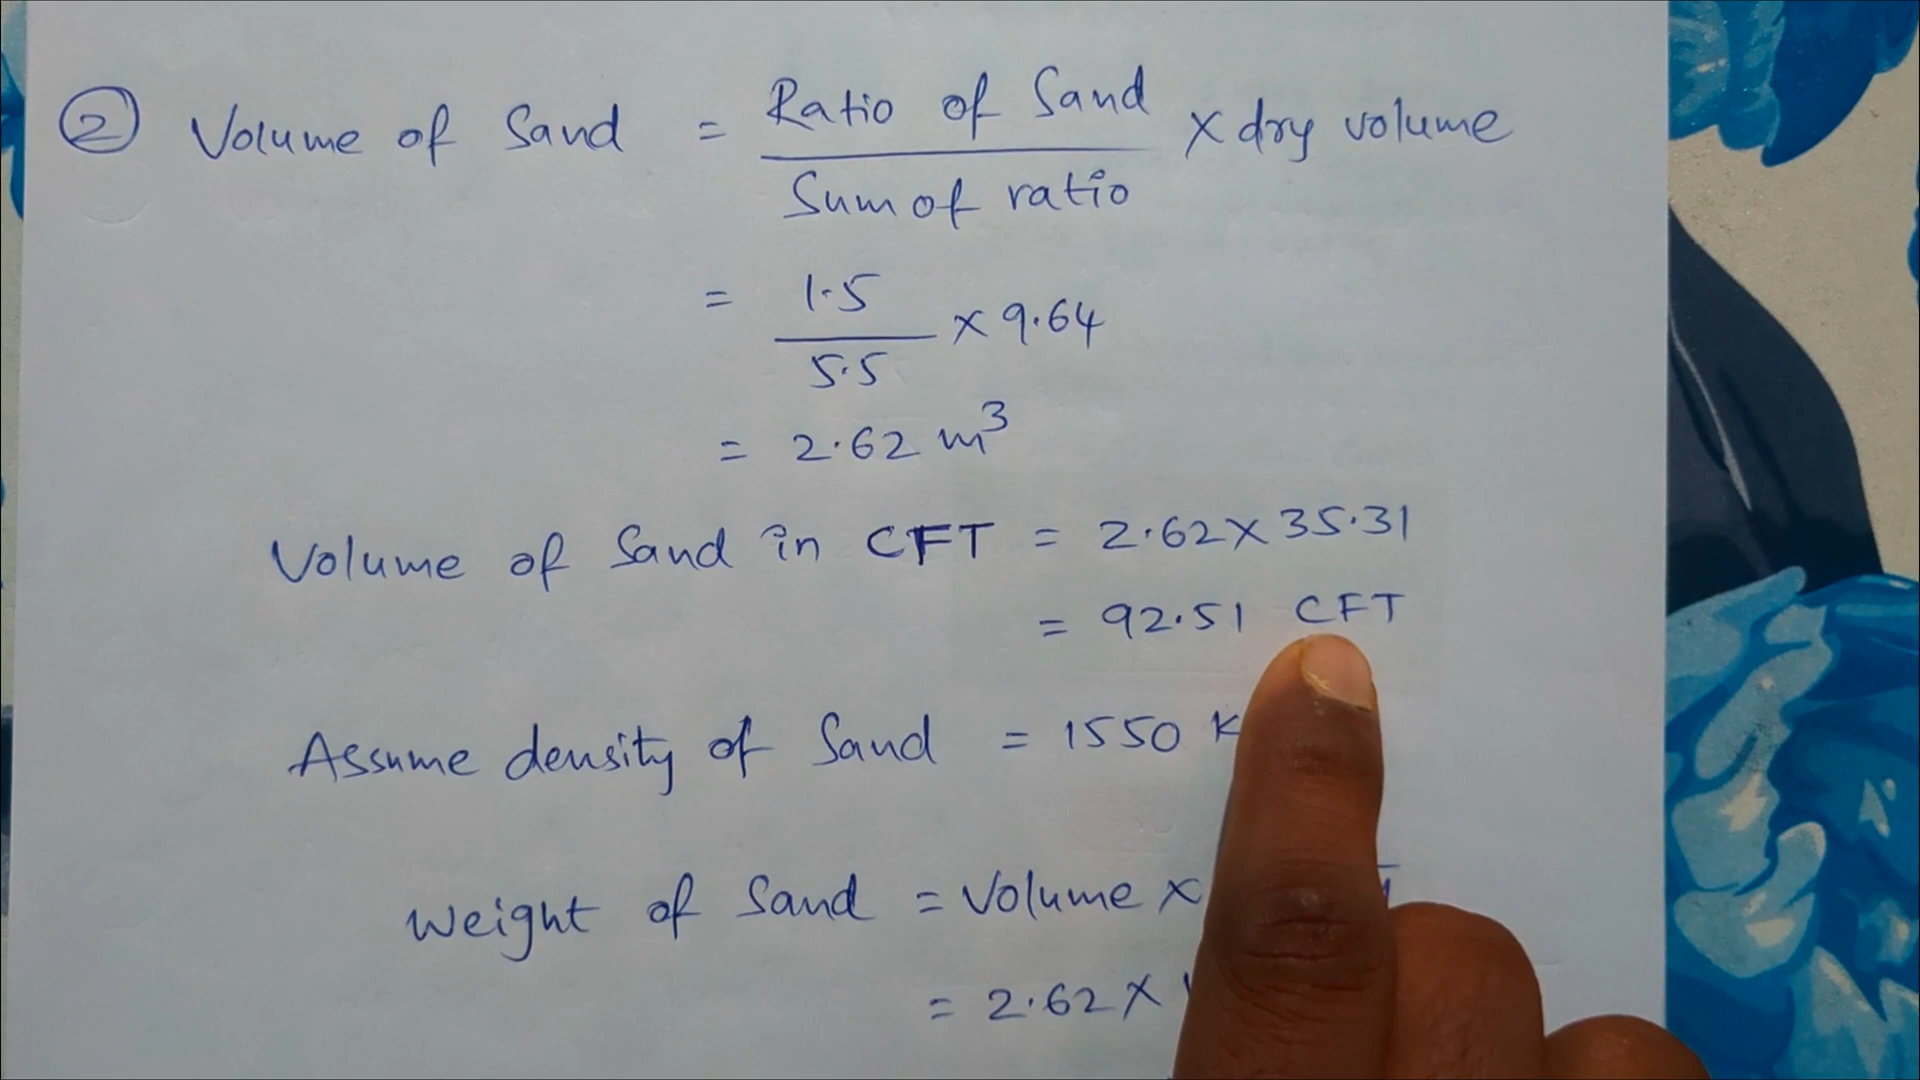 ② Volume of Sand = Ratio of Sand / Sum of ratio × dry volume
= 1.5 / 5.5 × 9.64
= 2.62 m³
Volume of Sand in CFT = 2.62 × 35.31
= 92.51 CFT
Assume density of Sand = 1550 K
Weight of Sand = Volume ×
= 2.62 ×